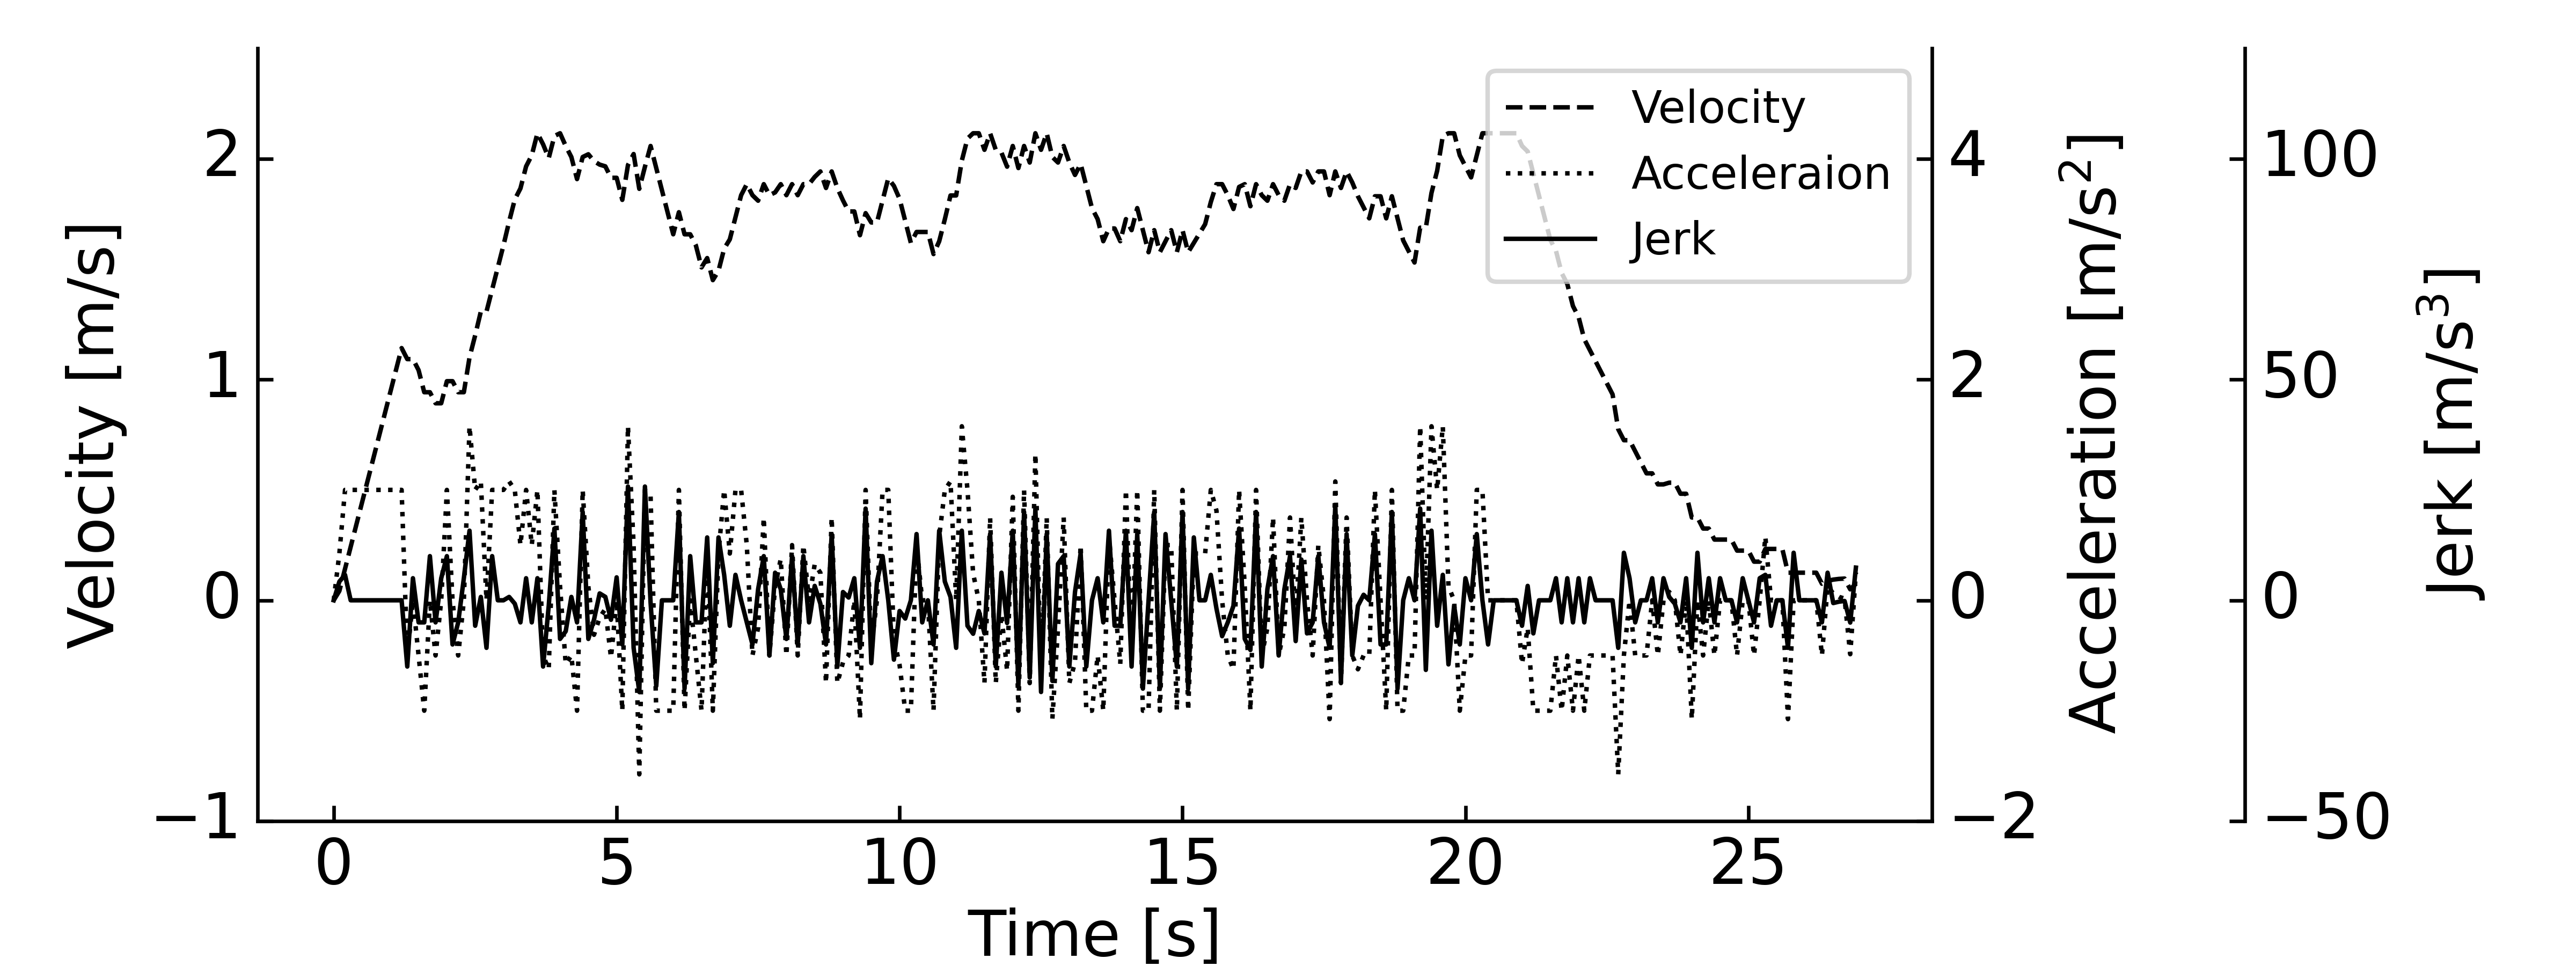 Velocity [m/s]
2
1
0
−1
0 5 10 15 20 25
Time [s]
Velocity
Acceleraion
Jerk
4
2
0
−2
Acceleration [m/s²]
100
50
0
−50
Jerk [m/s³]